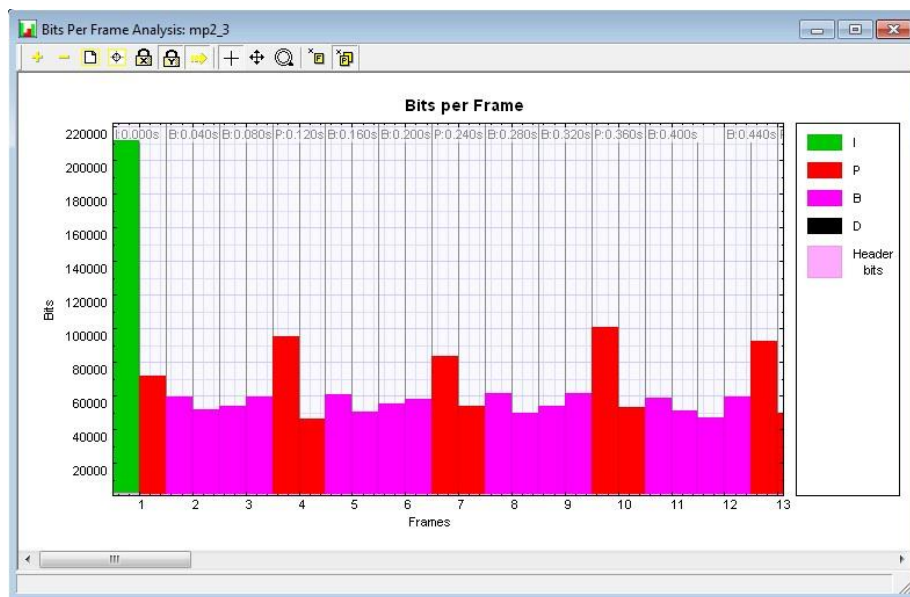 Bits Per Frame Analysis: mp2_3
Bits per Frame
I:0.000s B:0.040s B:0.080s P:0.120s B:0.160s B:0.200s P:0.240s B:0.280s B:0.320s P:0.360s B:0.400s B:0.440s
220000
200000
180000
160000
140000
120000
100000
80000
60000
40000
20000
Bits
1 2 3 4 5 6 7 8 9 10 11 12 13
Frames
I
P
B
D
Header
bits